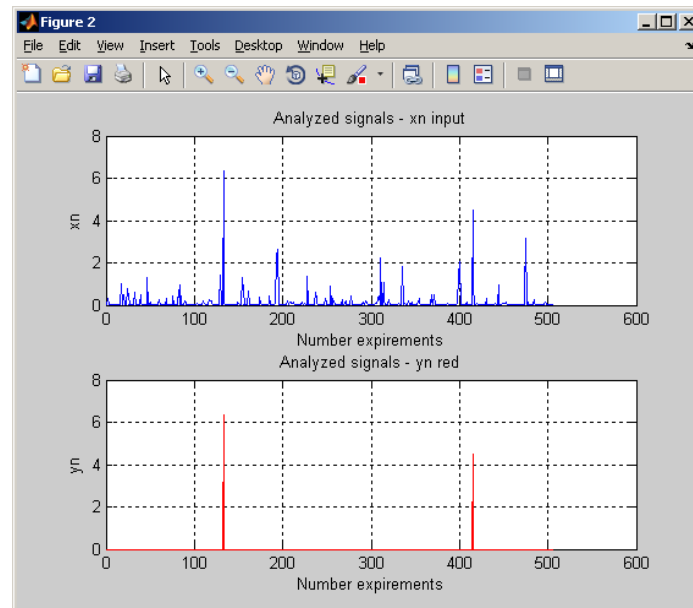 Figure 2
File Edit View Insert Tools Desktop Window Help
Analyzed signals - xn input
8
6
4
2
0
xn
0 100 200 300 400 500 600
Number expirements
Analyzed signals - yn red
8
6
4
2
0
yn
0 100 200 300 400 500 600
Number expirements